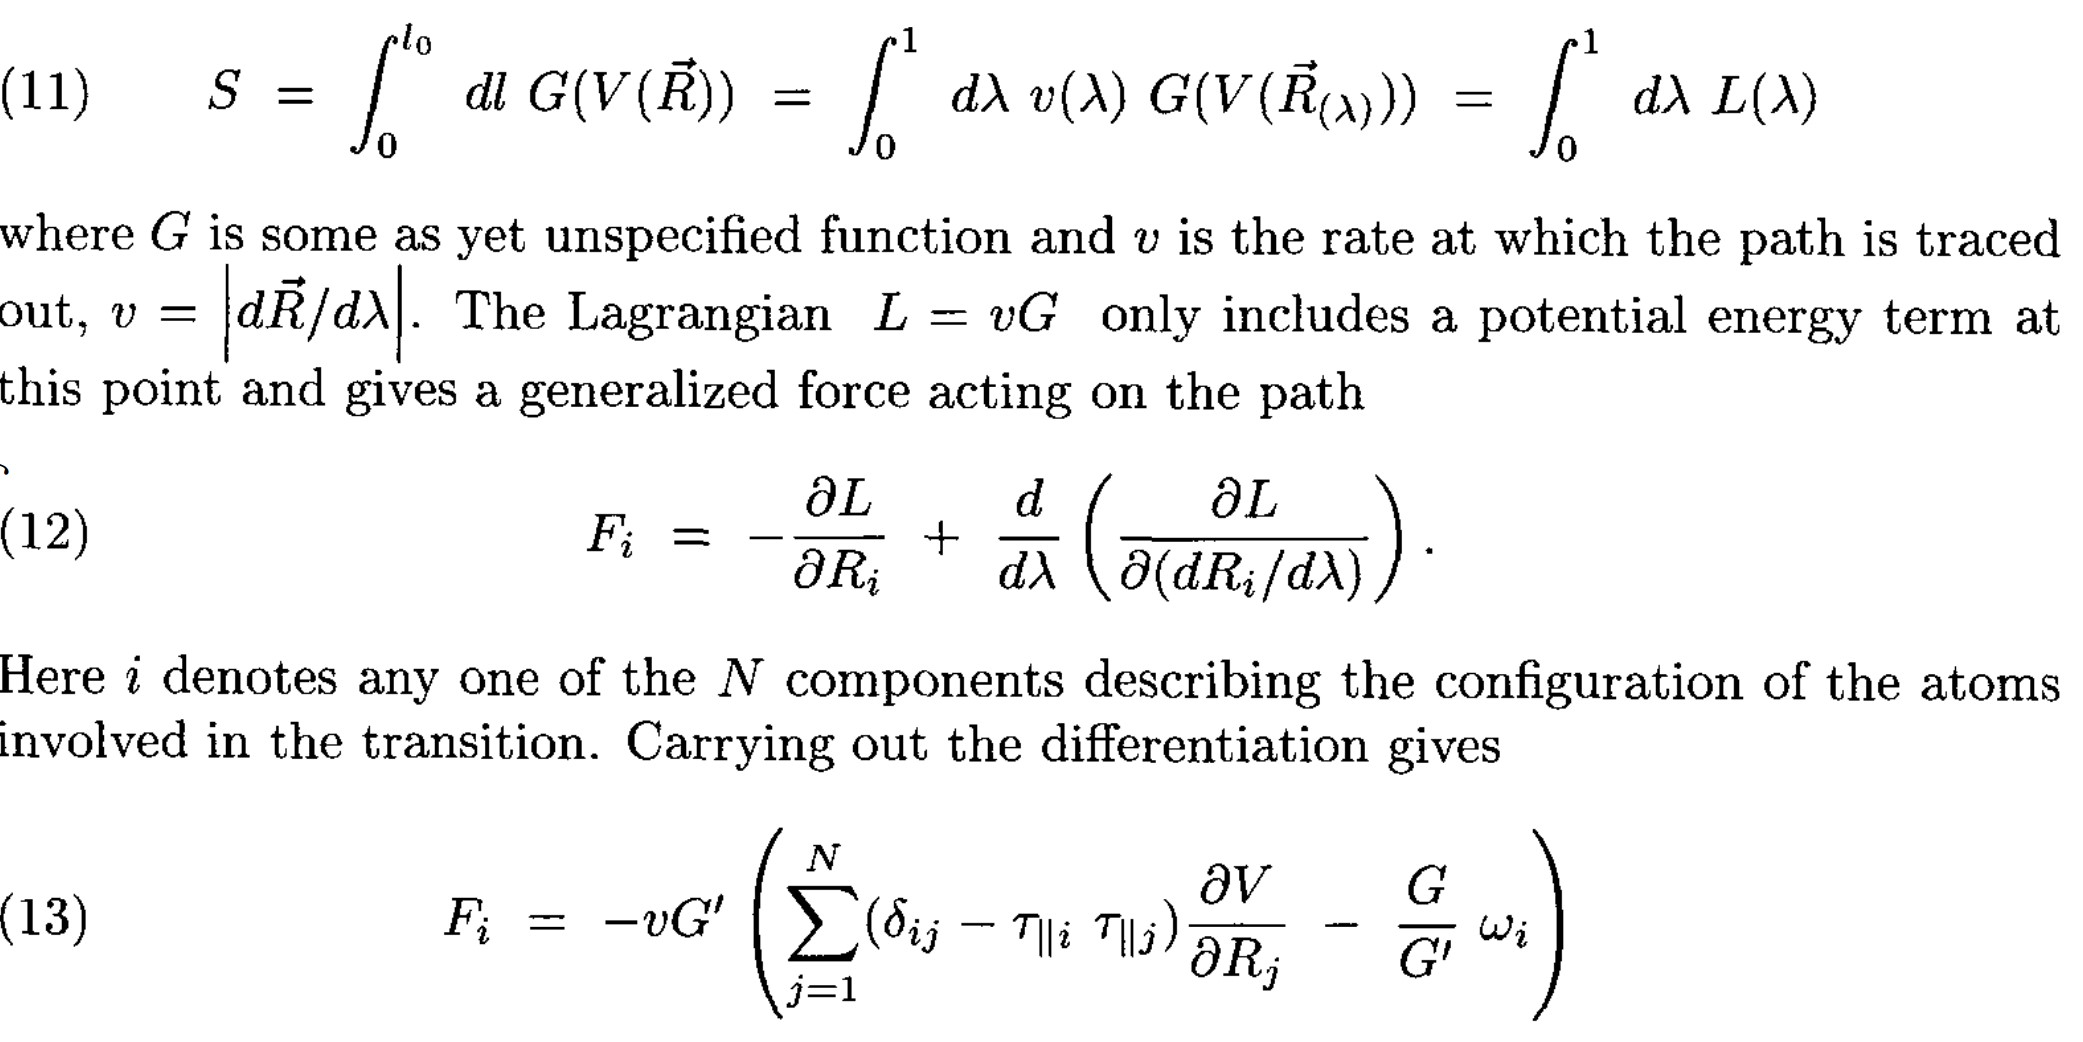 (11) $S = \int_0^{l_0} dl\ G(V(\vec{R})) = \int_0^1 d\lambda\ v(\lambda)\ G(V(\vec{R}_{(\lambda)})) = \int_0^1 d\lambda\ L(\lambda)$
where $G$ is some as yet unspecified function and $v$ is the rate at which the path is traced
out, $v = \left| d\vec{R}/d\lambda \right|$. The Lagrangian $L = vG$ only includes a potential energy term at
this point and gives a generalized force acting on the path
(12) $F_i = -\frac{\partial L}{\partial R_i} + \frac{d}{d\lambda} \left( \frac{\partial L}{\partial (dR_i/d\lambda)} \right).$
Here $i$ denotes any one of the $N$ components describing the configuration of the atoms
involved in the transition. Carrying out the differentiation gives
(13) $F_i = -vG' \left( \sum_{j=1}^{N} (\delta_{ij} - \tau_{\|i}\ \tau_{\|j}) \frac{\partial V}{\partial R_j} - \frac{G}{G'}\ \omega_i \right)$